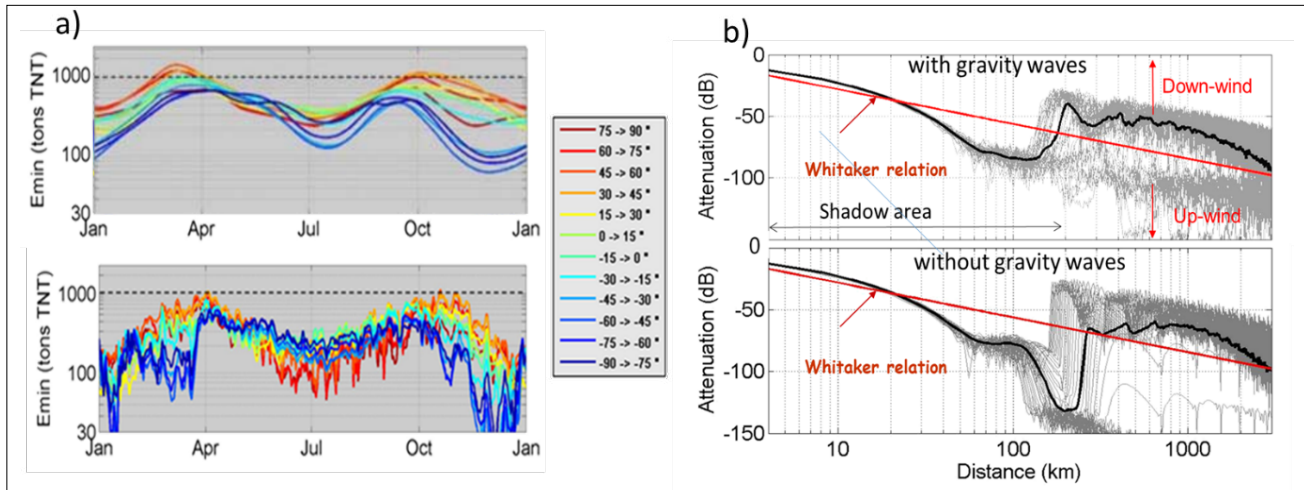 a)
Emin (tons TNT)
1000
100
30
Jan Apr Jul Oct Jan
Emin (tons TNT)
1000
100
30
Jan Apr Jul Oct Jan
75 -> 90 °
60 -> 75 °
45 -> 60 °
30 -> 45 °
15 -> 30 °
0 -> 15 °
-15 -> 0 °
-30 -> -15 °
-45 -> -30 °
-60 -> -45 °
-75 -> -60 °
-90 -> -75 °
b)
Attenuation (dB)
0
-50
-100
with gravity waves
Down-wind
Whitaker relation
Shadow area
Up-wind
Attenuation (dB)
0
-50
-100
-150
without gravity waves
Whitaker relation
10 100 1000
Distance (km)